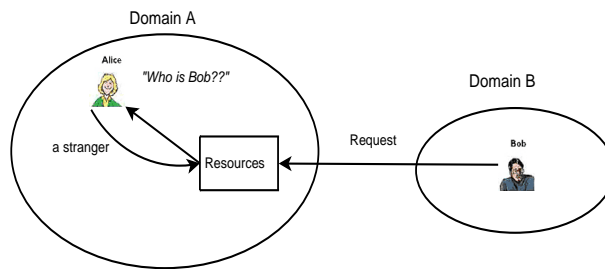 Domain A
Alice
"Who is Bob??"
Domain B
a stranger
Resources
Request
Bob